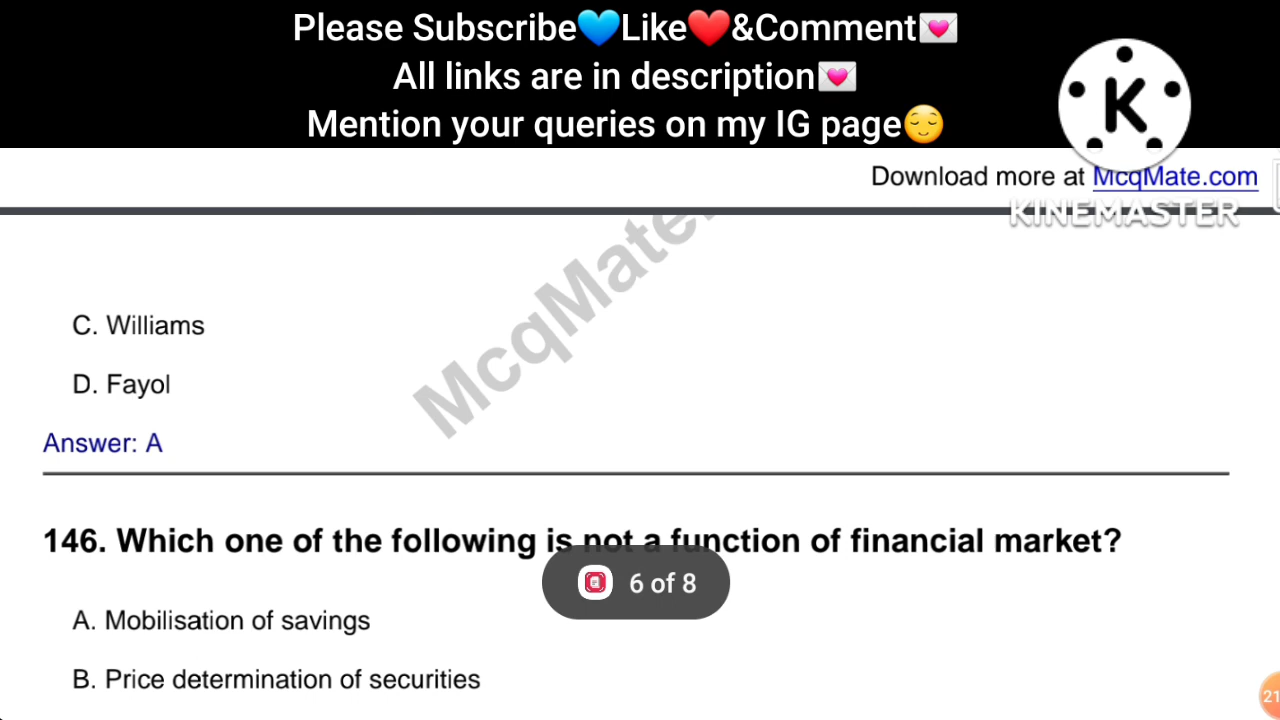 Please Subscribe💙Like❤️&Comment💌
All links are in description💌
Mention your queries on my IG page😌
K
Download more at McqMate.com
KINEMASTER
McqMate.
C. Williams
D. Fayol
Answer: A
146. Which one of the following is not a function of financial market?
6 of 8
A. Mobilisation of savings
B. Price determination of securities
21